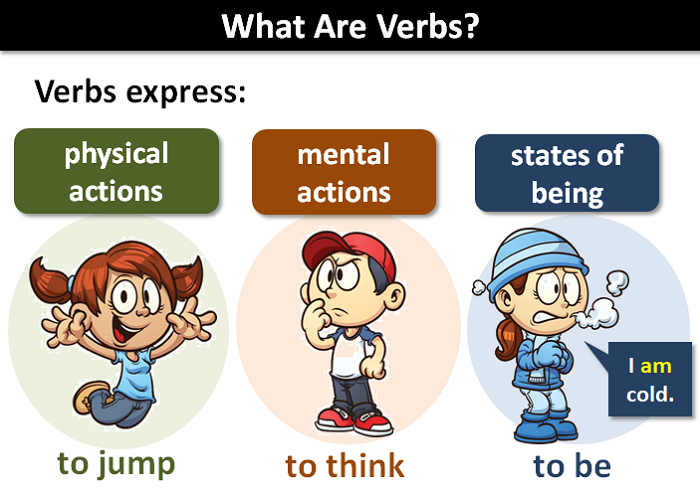 What Are Verbs?
Verbs express:
physical
actions
mental
actions
states of
being
I am
cold.
to jump
to think
to be